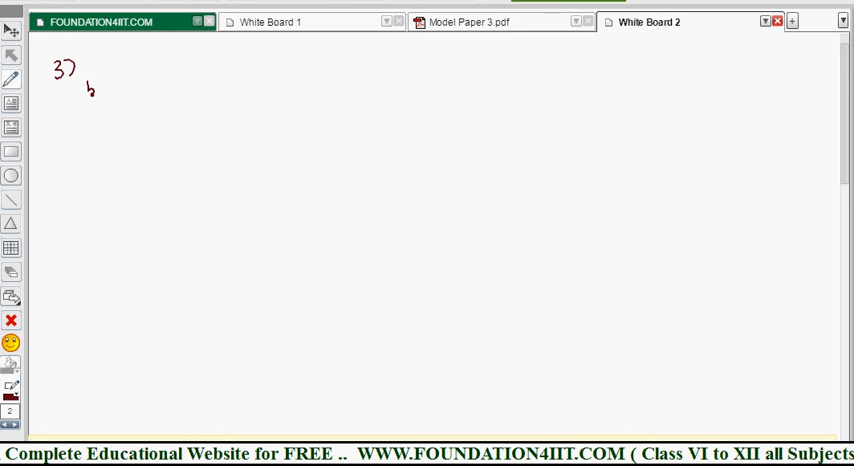 FOUNDATION4IIT.COM White Board 1 Model Paper 3.pdf White Board 2
3)
b
2
Complete Educational Website for FREE .. WWW.FOUNDATION4IIT.COM ( Class VI to XII all Subjects